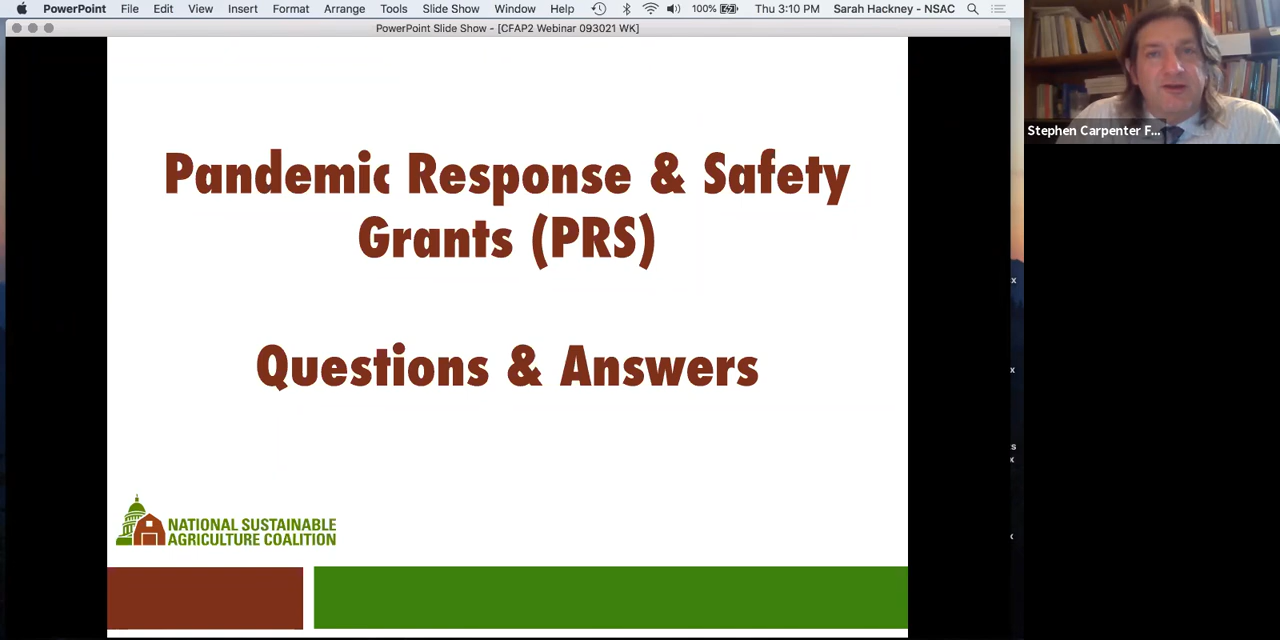 PowerPoint File Edit View Insert Format Arrange Tools Slide Show Window Help 100% Thu 3:10 PM Sarah Hackney - NSAC
PowerPoint Slide Show - [CFAP2 Webinar 093021 WK]
Stephen Carpenter F...
Pandemic Response & Safety
Grants (PRS)
Questions & Answers
NATIONAL SUSTAINABLE
AGRICULTURE COALITION
x
x
s
x
x